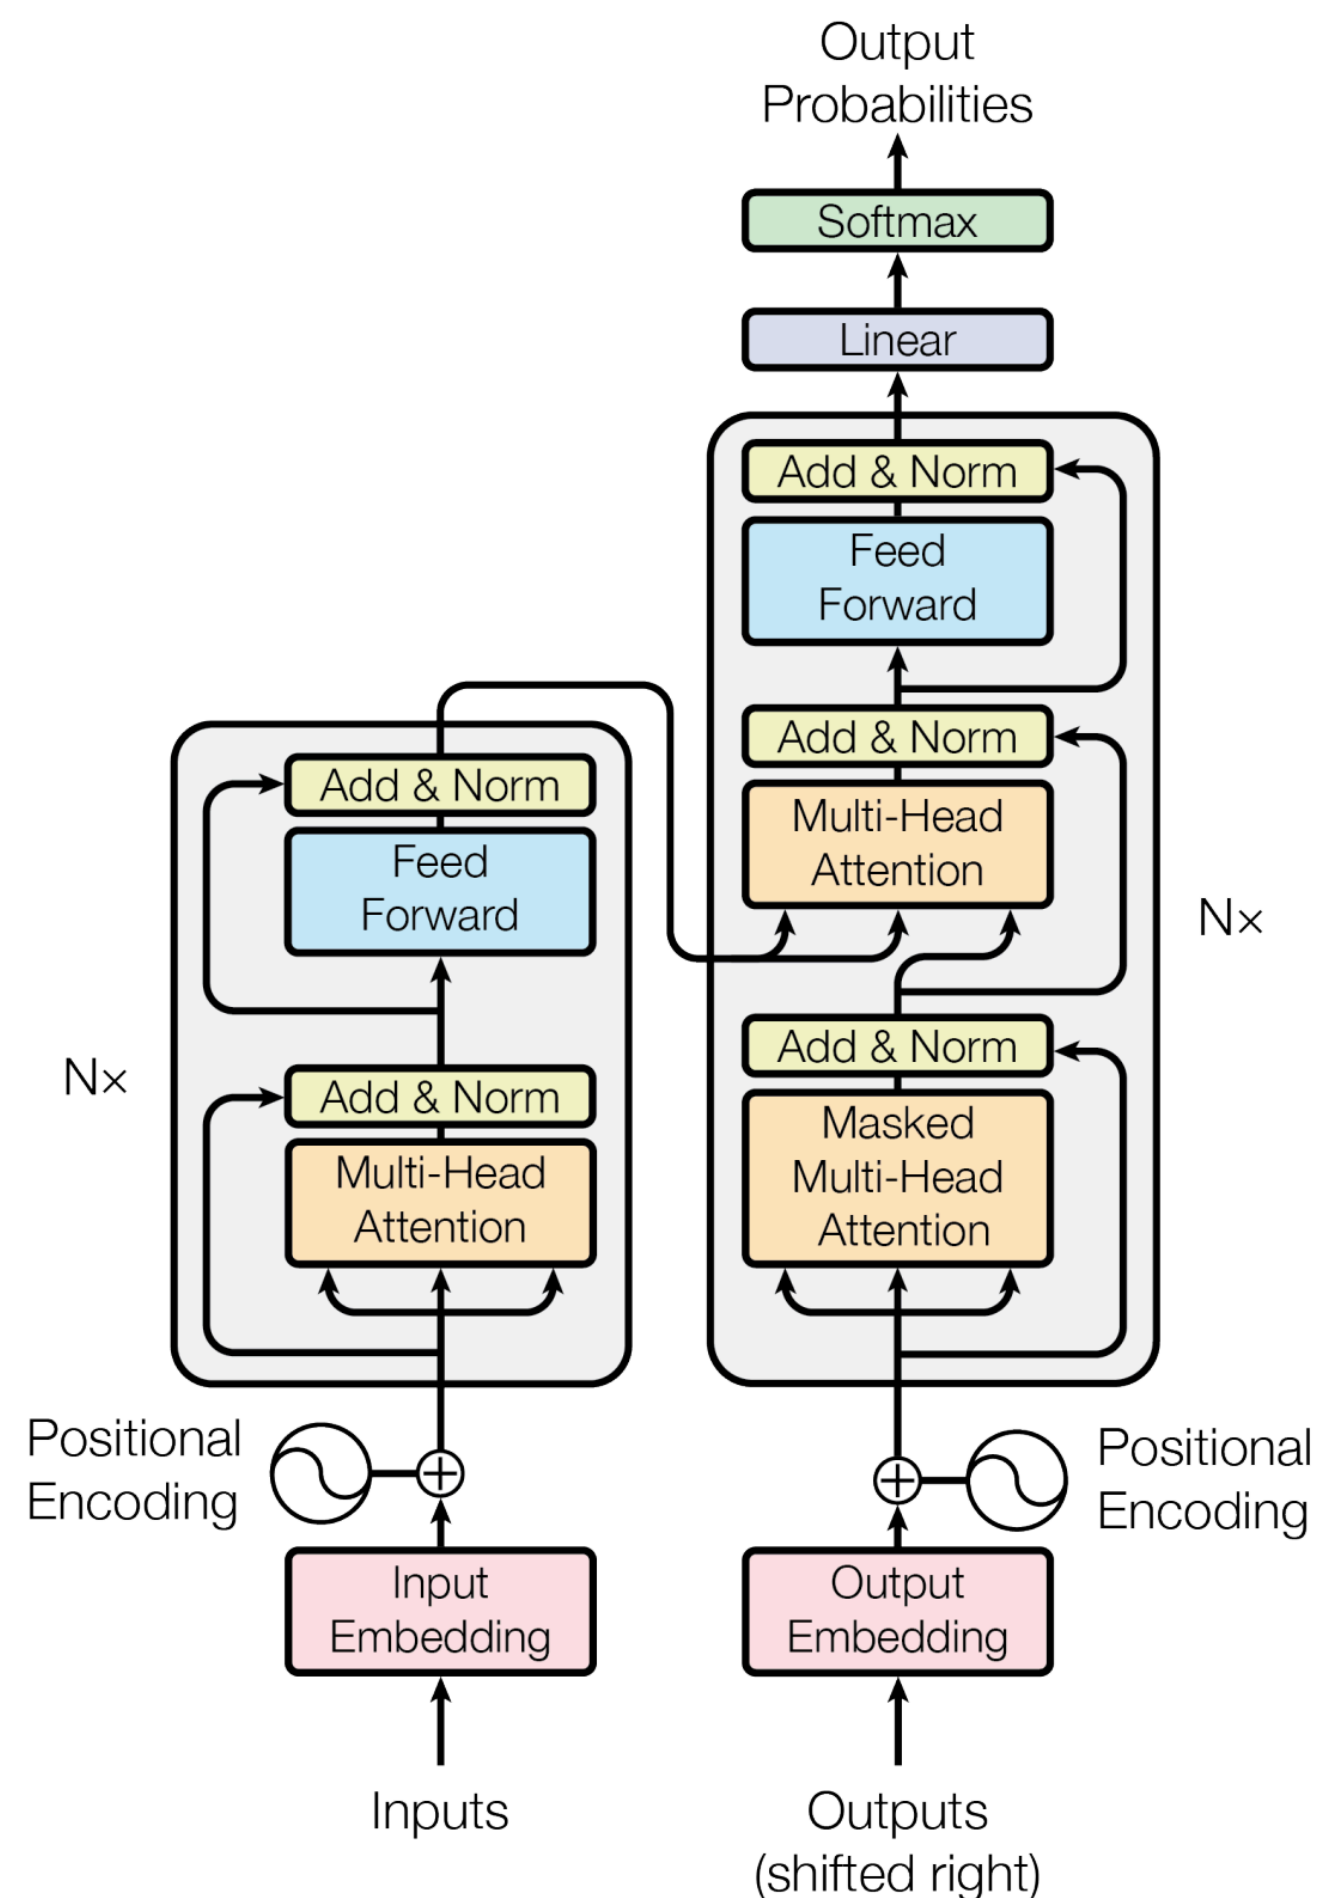 Output
Probabilities
Softmax
Linear
Add & Norm
Feed
Forward
Add & Norm
Multi-Head
Attention
Nx
Add & Norm
Masked
Multi-Head
Attention
Add & Norm
Feed
Forward
Nx
Add & Norm
Multi-Head
Attention
Positional
Encoding
Positional
Encoding
Input
Embedding
Output
Embedding
Inputs
Outputs
(shifted right)